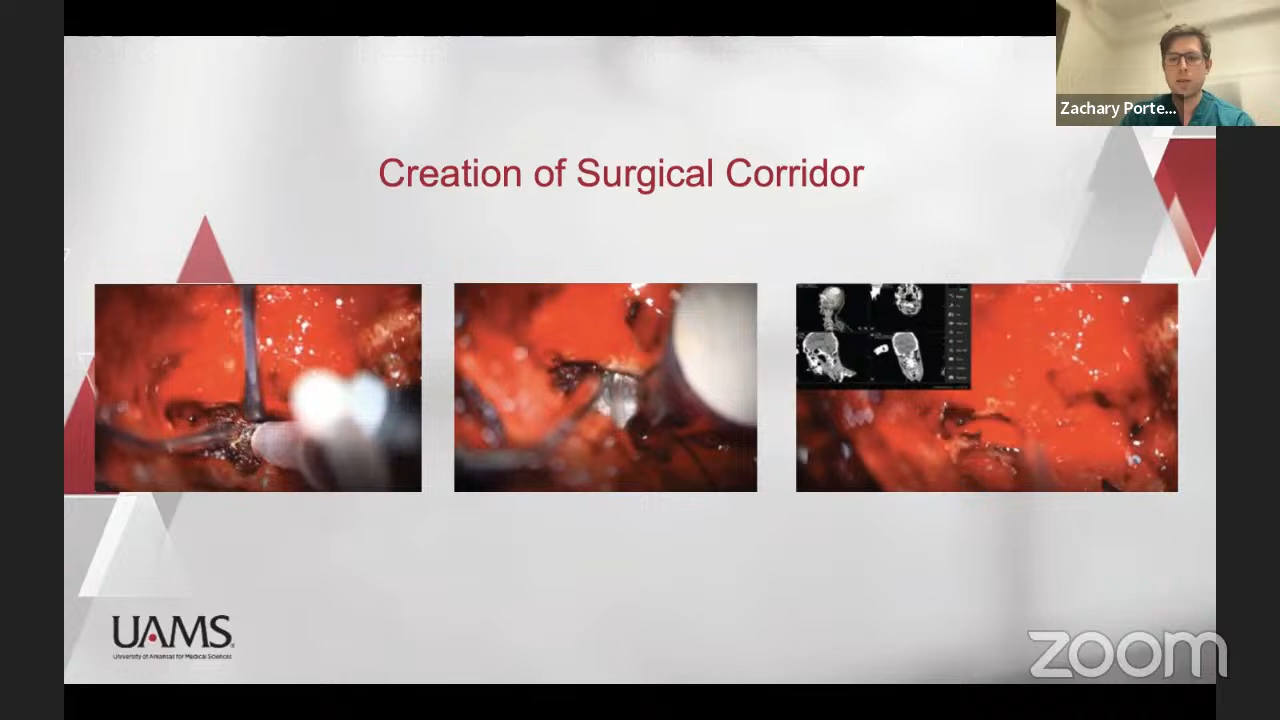 Zachary Porte...
Creation of Surgical Corridor
UAMS
University of Arkansas for Medical Sciences
zoom